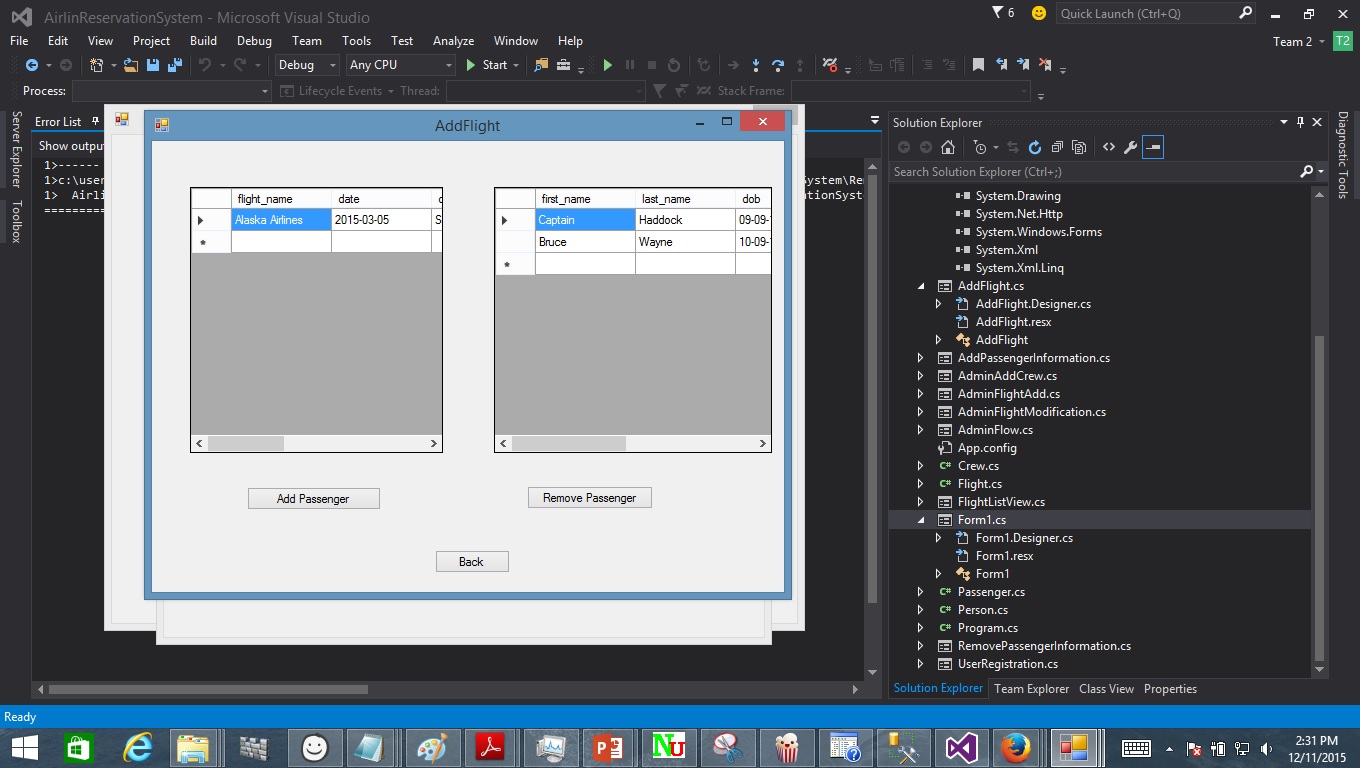 AirlinReservationSystem - Microsoft Visual Studio
6
Quick Launch (Ctrl+Q)
File Edit View Project Build Debug Team Tools Test Analyze Window Help
Team 2 T2
Debug Any CPU Start
Process: Lifecycle Events Thread: Stack Frame:
Server Explorer
Toolbox
Error List
Show outpu
1>------
1>c:\use
1> Airli
==========
System\Re
ationSyste
AddFlight
flight_name date
Alaska Airlines 2015-03-05 S
first_name last_name dob
Captain Haddock 09-09-
Bruce Wayne 10-09-
Add Passenger
Remove Passenger
Back
Solution Explorer
Search Solution Explorer (Ctrl+;)
System.Drawing
System.Net.Http
System.Windows.Forms
System.Xml
System.Xml.Linq
AddFlight.cs
AddFlight.Designer.cs
AddFlight.resx
AddFlight
AddPassengerInformation.cs
AdminAddCrew.cs
AdminFlightAdd.cs
AdminFlightModification.cs
AdminFlow.cs
App.config
C# Crew.cs
C# Flight.cs
FlightListView.cs
Form1.cs
Form1.Designer.cs
Form1.resx
Form1
C# Passenger.cs
C# Person.cs
C# Program.cs
RemovePassengerInformation.cs
UserRegistration.cs
Solution Explorer Team Explorer Class View Properties
Diagnostic Tools
Ready
Nu
2:31 PM
12/11/2015